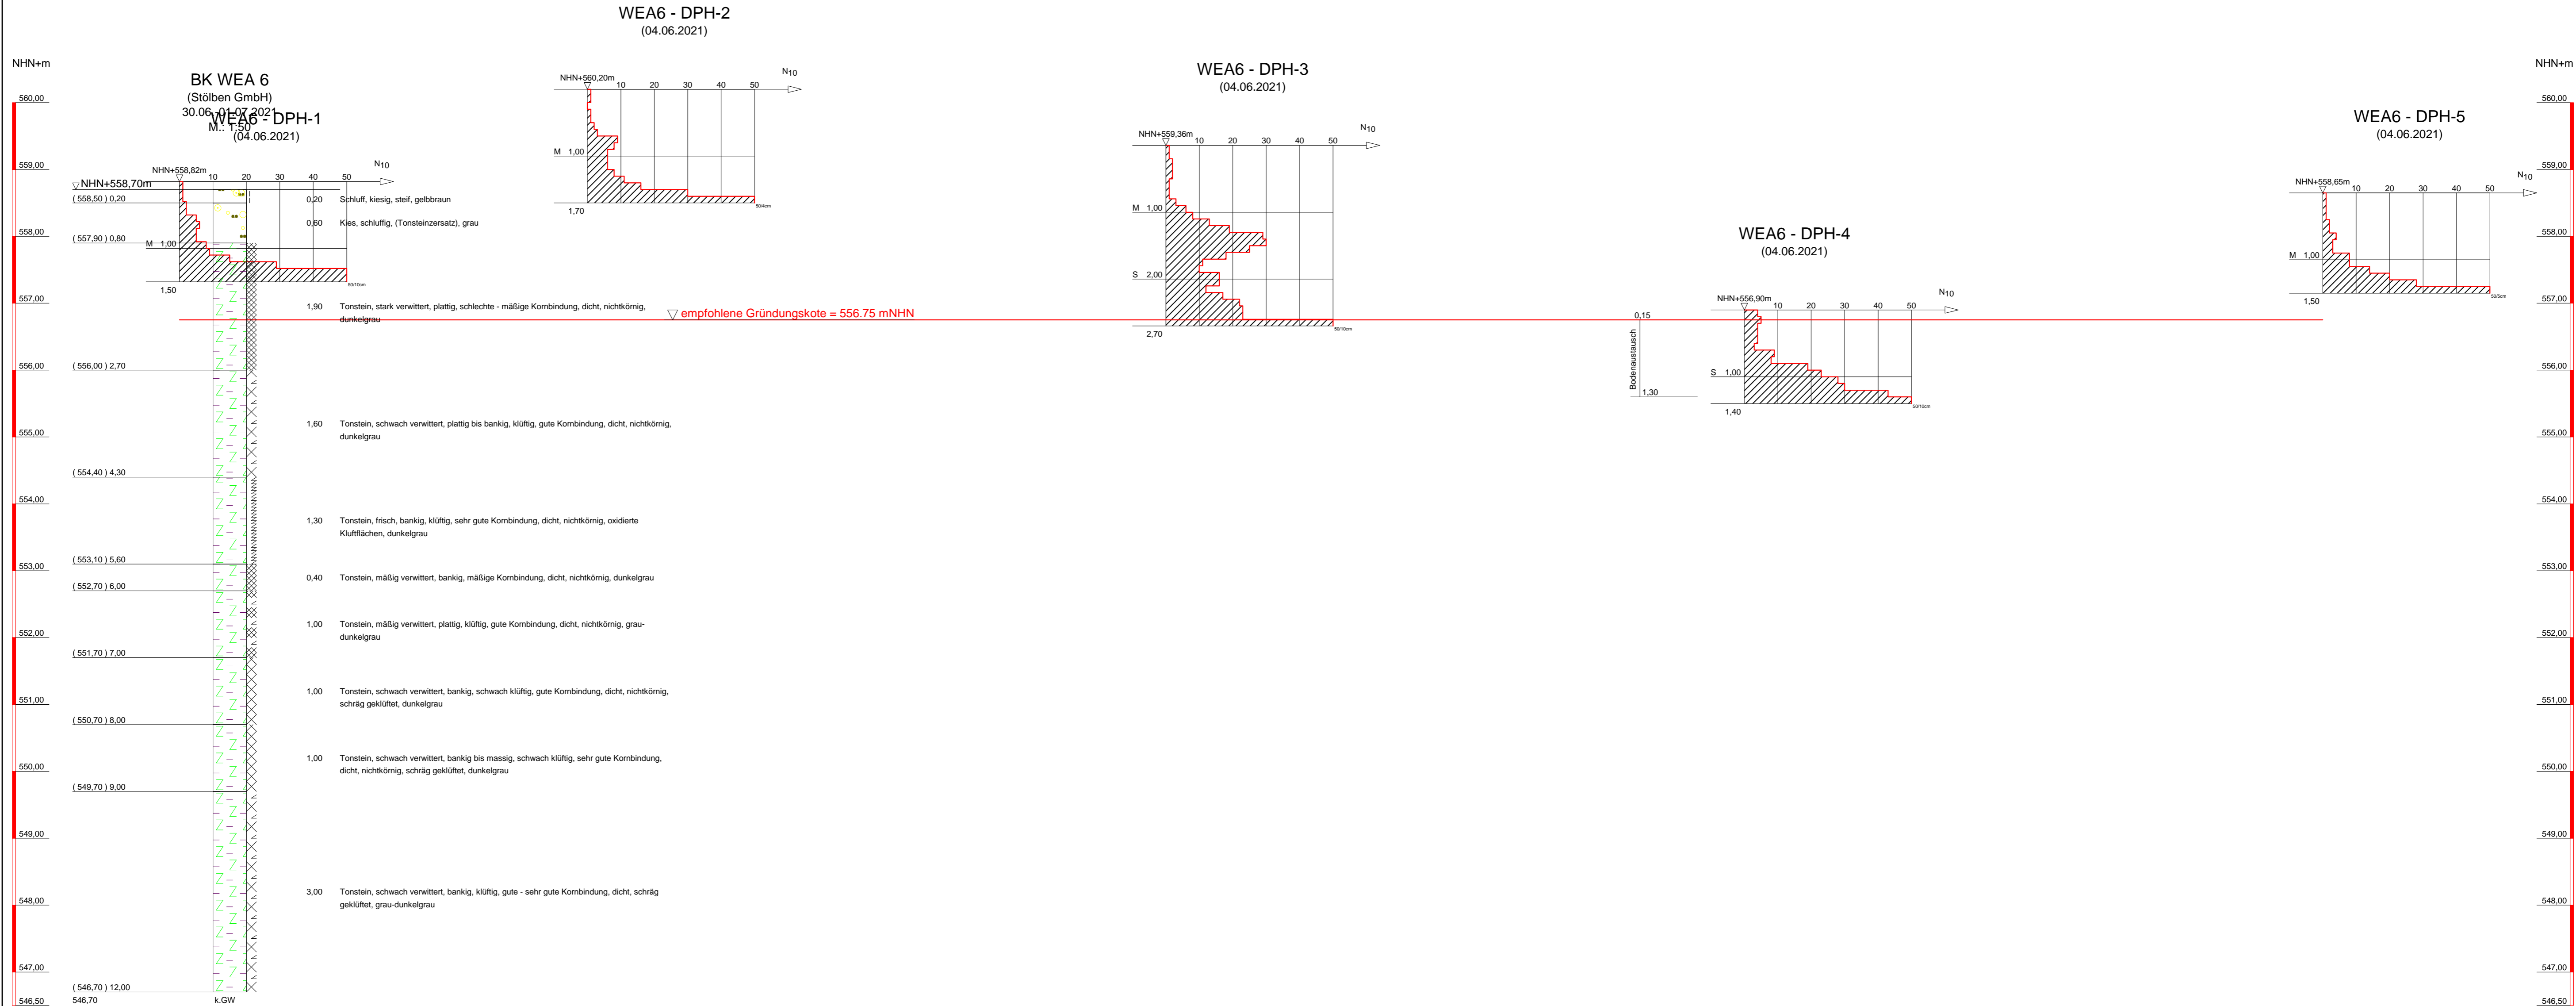 WEA6 - DPH-2
(04.06.2021)
NHN+560,20m
10 20 30 40 50
N10
M 1,00
1,70
50/4cm
NHN+m
560,00
559,00
558,00
557,00
556,00
555,00
554,00
553,00
552,00
551,00
550,00
549,00
548,00
547,00
546,50
BK WEA 6
(Stölben GmbH)
30.06.-01.07.2021
M.: 1:50
WEA6 - DPH-1
(04.06.2021)
NHN+558,82m
10 20 30 40 50
N10
M 1,00
1,50
50/10cm
NHN+558,70m
( 558,50 ) 0,20
0,20 Schluff, kiesig, steif, gelbbraun
( 557,90 ) 0,80
0,60 Kies, schluffig, (Tonsteinzersatz), grau
1,90 Tonstein, stark verwittert, plattig, schlechte - mäßige Kornbindung, dicht, nichtkörnig,
dunkelgrau
( 556,00 ) 2,70
1,60 Tonstein, schwach verwittert, plattig bis bankig, klüftig, gute Kornbindung, dicht, nichtkörnig,
dunkelgrau
( 554,40 ) 4,30
1,30 Tonstein, frisch, bankig, klüftig, sehr gute Kornbindung, dicht, nichtkörnig, oxidierte
Kluftflächen, dunkelgrau
( 553,10 ) 5,60
0,40 Tonstein, mäßig verwittert, bankig, mäßige Kornbindung, dicht, nichtkörnig, dunkelgrau
( 552,70 ) 6,00
1,00 Tonstein, mäßig verwittert, plattig, klüftig, gute Kornbindung, dicht, nichtkörnig, grau-
dunkelgrau
( 551,70 ) 7,00
1,00 Tonstein, schwach verwittert, bankig, schwach klüftig, gute Kornbindung, dicht, nichtkörnig,
schräg geklüftet, dunkelgrau
( 550,70 ) 8,00
1,00 Tonstein, schwach verwittert, bankig bis massig, schwach klüftig, sehr gute Kornbindung,
dicht, nichtkörnig, schräg geklüftet, dunkelgrau
( 549,70 ) 9,00
3,00 Tonstein, schwach verwittert, bankig, klüftig, gute - sehr gute Kornbindung, dicht, schräg
geklüftet, grau-dunkelgrau
( 546,70 ) 12,00
546,70
k.GW
empfohlene Gründungskote = 556.75 mNHN
WEA6 - DPH-3
(04.06.2021)
NHN+559,36m
10 20 30 40 50
N10
M 1,00
S 2,00
2,70
50/10cm
WEA6 - DPH-4
(04.06.2021)
NHN+556,90m
10 20 30 40 50
N10
0,15
Bodenaustausch
1,30
S 1,00
1,40
50/10cm
WEA6 - DPH-5
(04.06.2021)
NHN+558,65m
10 20 30 40 50
N10
M 1,00
1,50
50/5cm
NHN+m
560,00
559,00
558,00
557,00
556,00
555,00
554,00
553,00
552,00
551,00
550,00
549,00
548,00
547,00
546,50